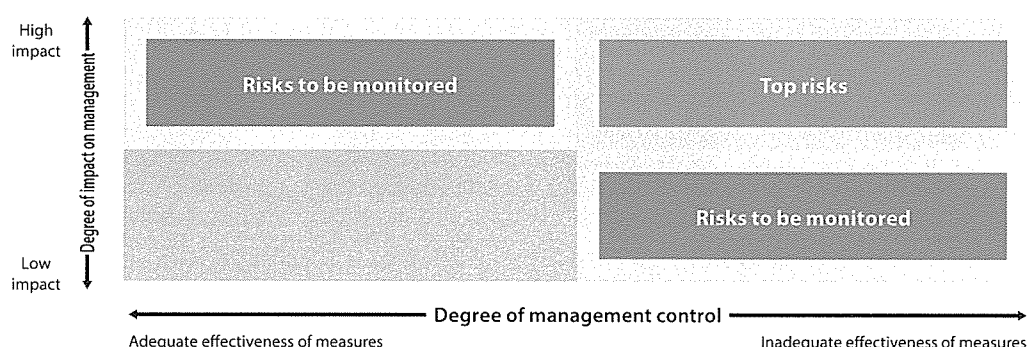 High
impact
Degree of impact on management
Low
impact
Risks to be monitored
Top risks
Risks to be monitored
Degree of management control
Adequate effectiveness of measures
Inadequate effectiveness of measures